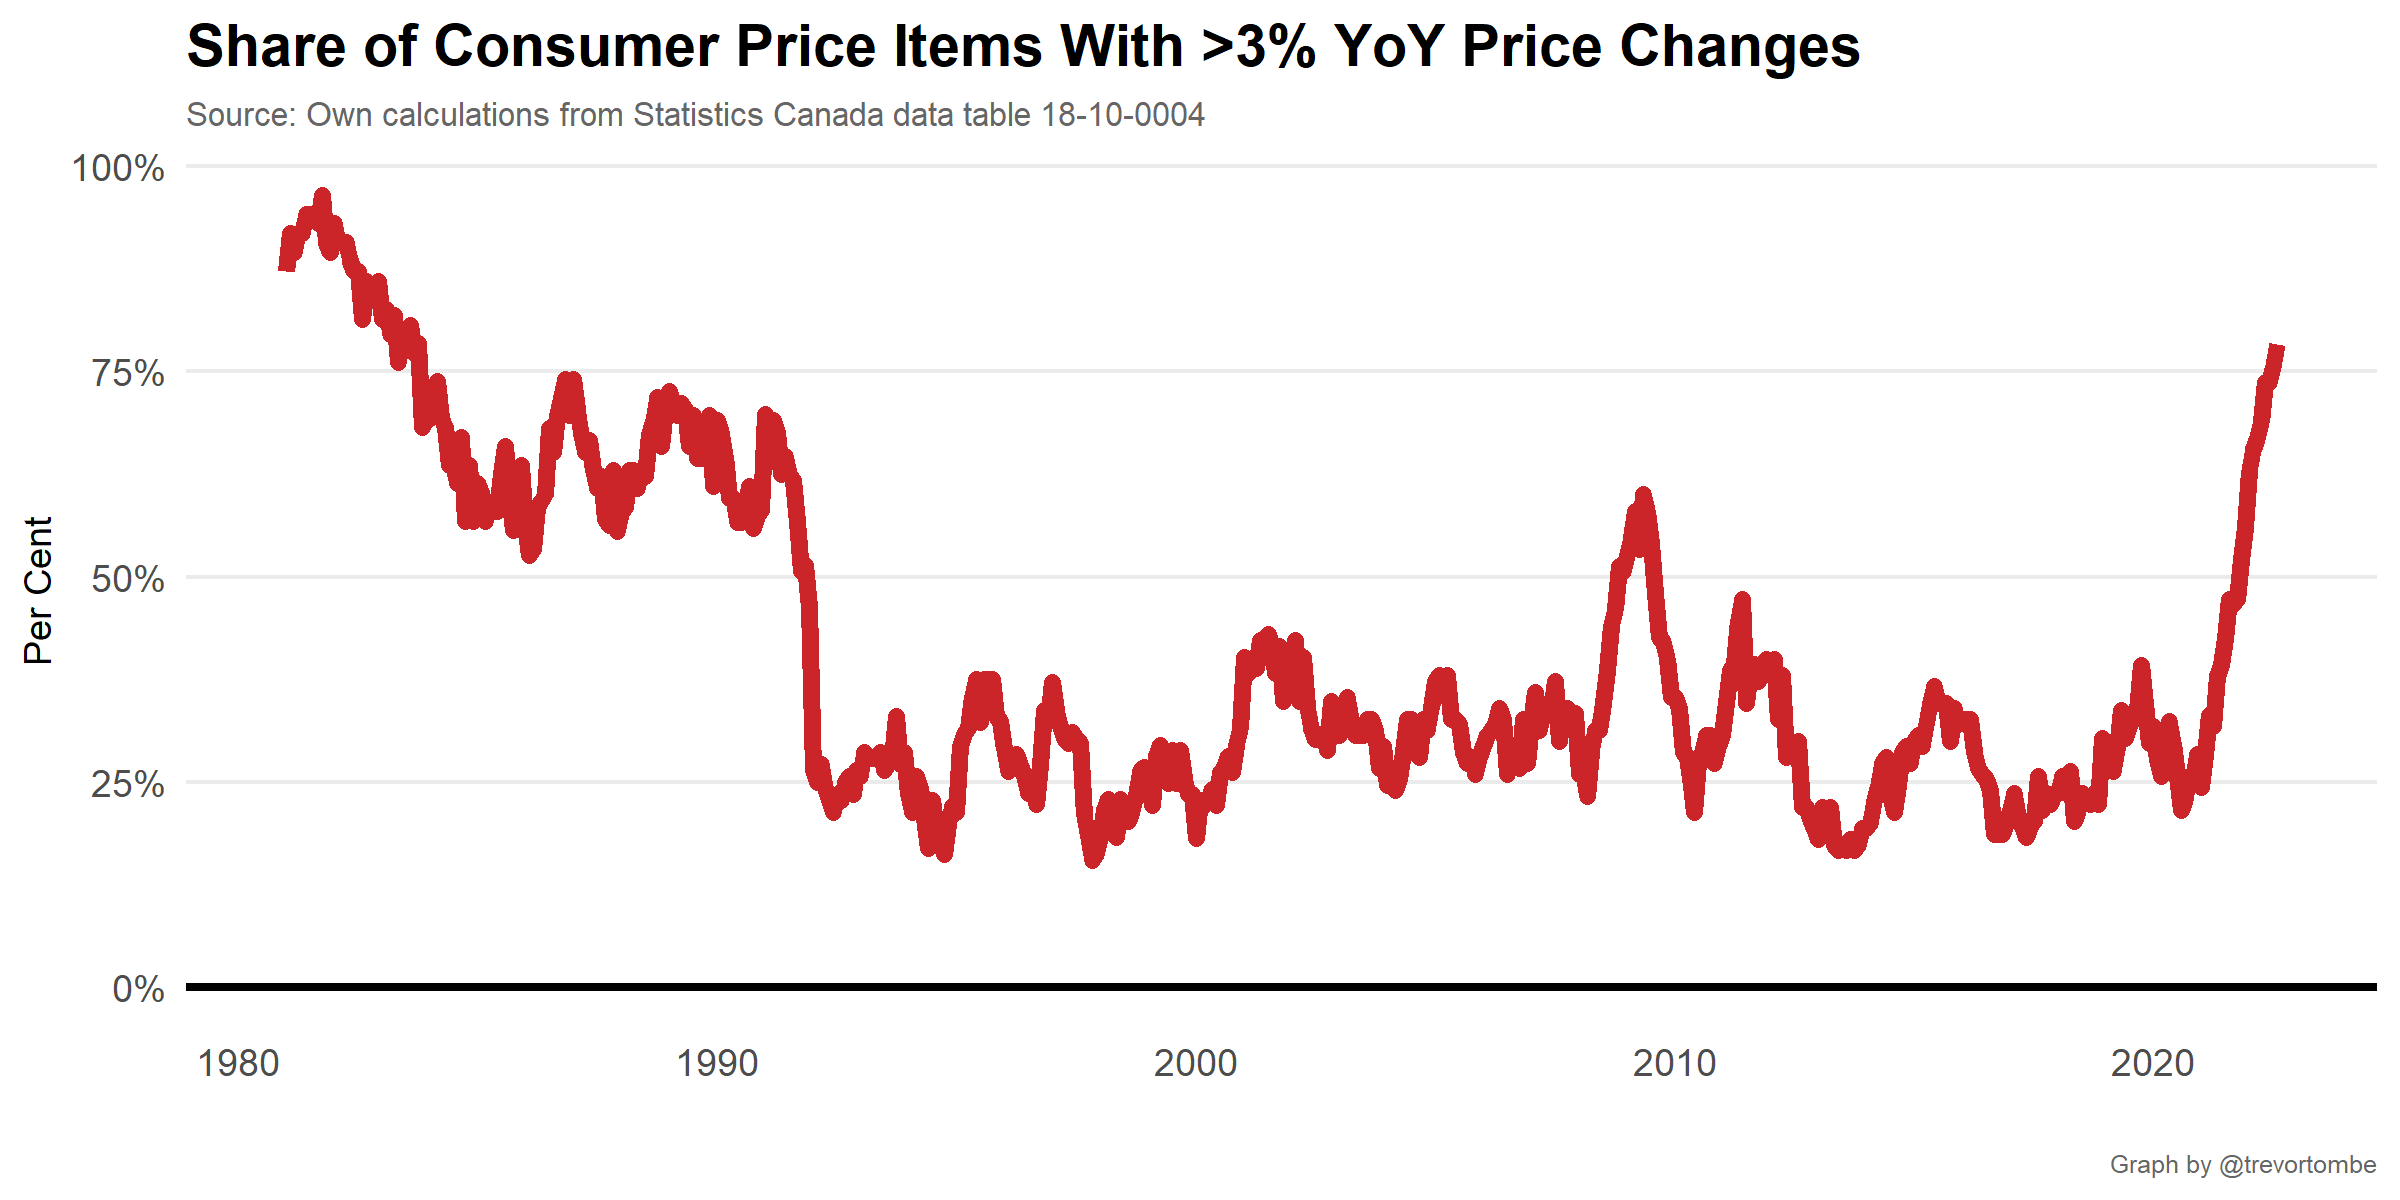 Share of Consumer Price Items With >3% YoY Price Changes
Source: Own calculations from Statistics Canada data table 18-10-0004
100%
75%
50%
25%
0%
Per Cent
1980 1990 2000 2010 2020
Graph by @trevortombe